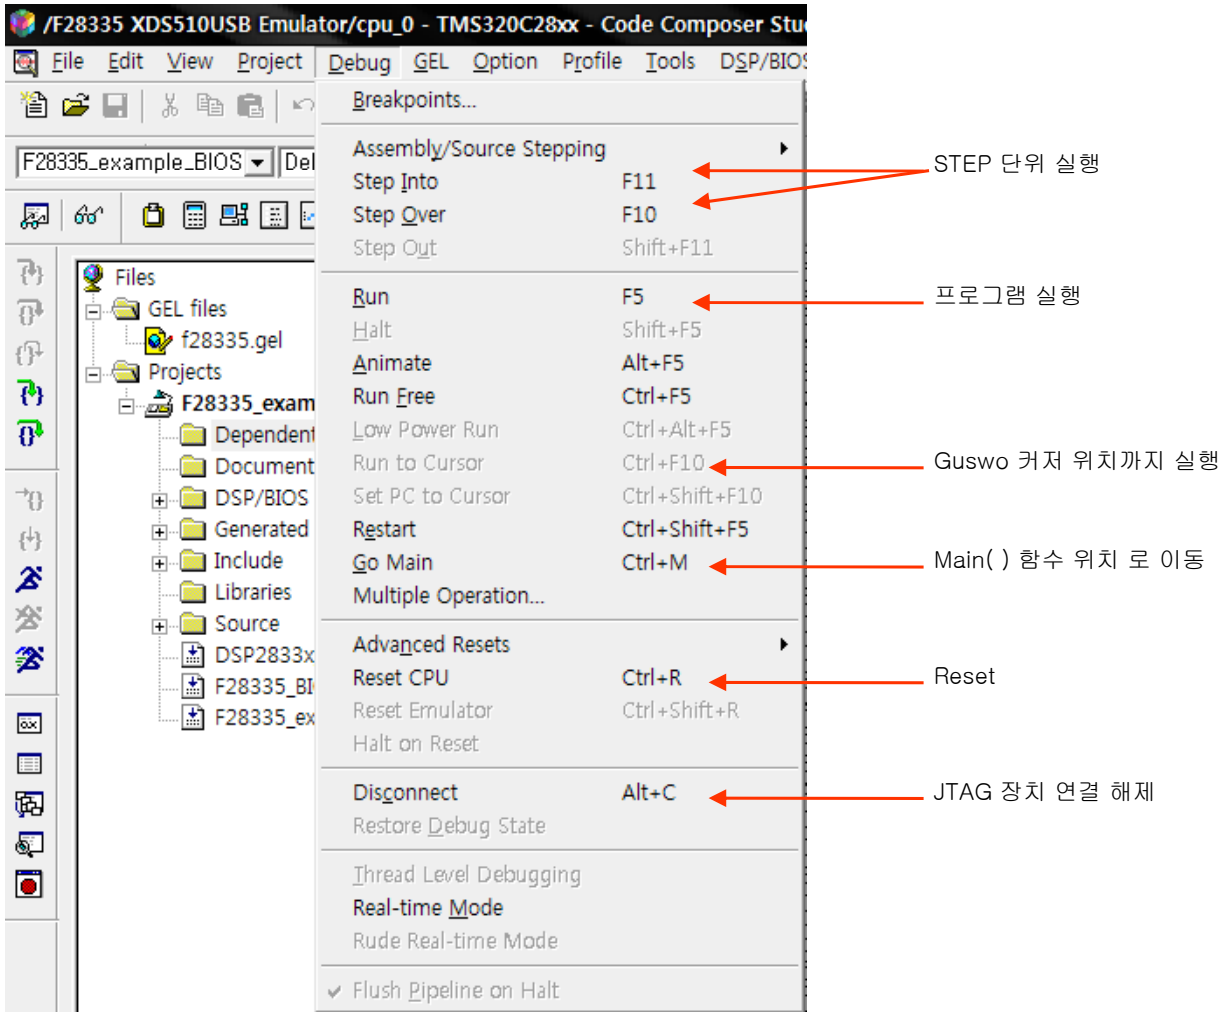 /F28335 XDS510USB Emulator/cpu_0 - TMS320C28xx - Code Composer Stu
File Edit View Project Debug GEL Option Profile Tools DSP/BIOS
Breakpoints...
F28335_example_BIOS
Assembly/Source Stepping
STEP 단위 실행
Step Into F11
Step Over F10
Step Out Shift+F11
Files
GEL files
f28335.gel
Projects
F28335_exam
Dependent
Document
DSP/BIOS
Generated
Include
Libraries
Source
DSP2833x
F28335_BI
F28335_ex
Run F5
프로그램 실행
Halt Shift+F5
Animate Alt+F5
Run Free Ctrl+F5
Low Power Run Ctrl+Alt+F5
Run to Cursor Ctrl+F10
Guswo 커저 위치까지 실행
Set PC to Cursor Ctrl+Shift+F10
Restart Ctrl+Shift+F5
Go Main Ctrl+M
Main( ) 함수 위치 로 이동
Multiple Operation...
Advanced Resets
Reset CPU Ctrl+R
Reset
Reset Emulator Ctrl+Shift+R
Halt on Reset
Disconnect Alt+C
JTAG 장치 연결 해제
Restore Debug State
Thread Level Debugging
Real-time Mode
Rude Real-time Mode
Flush Pipeline on Halt